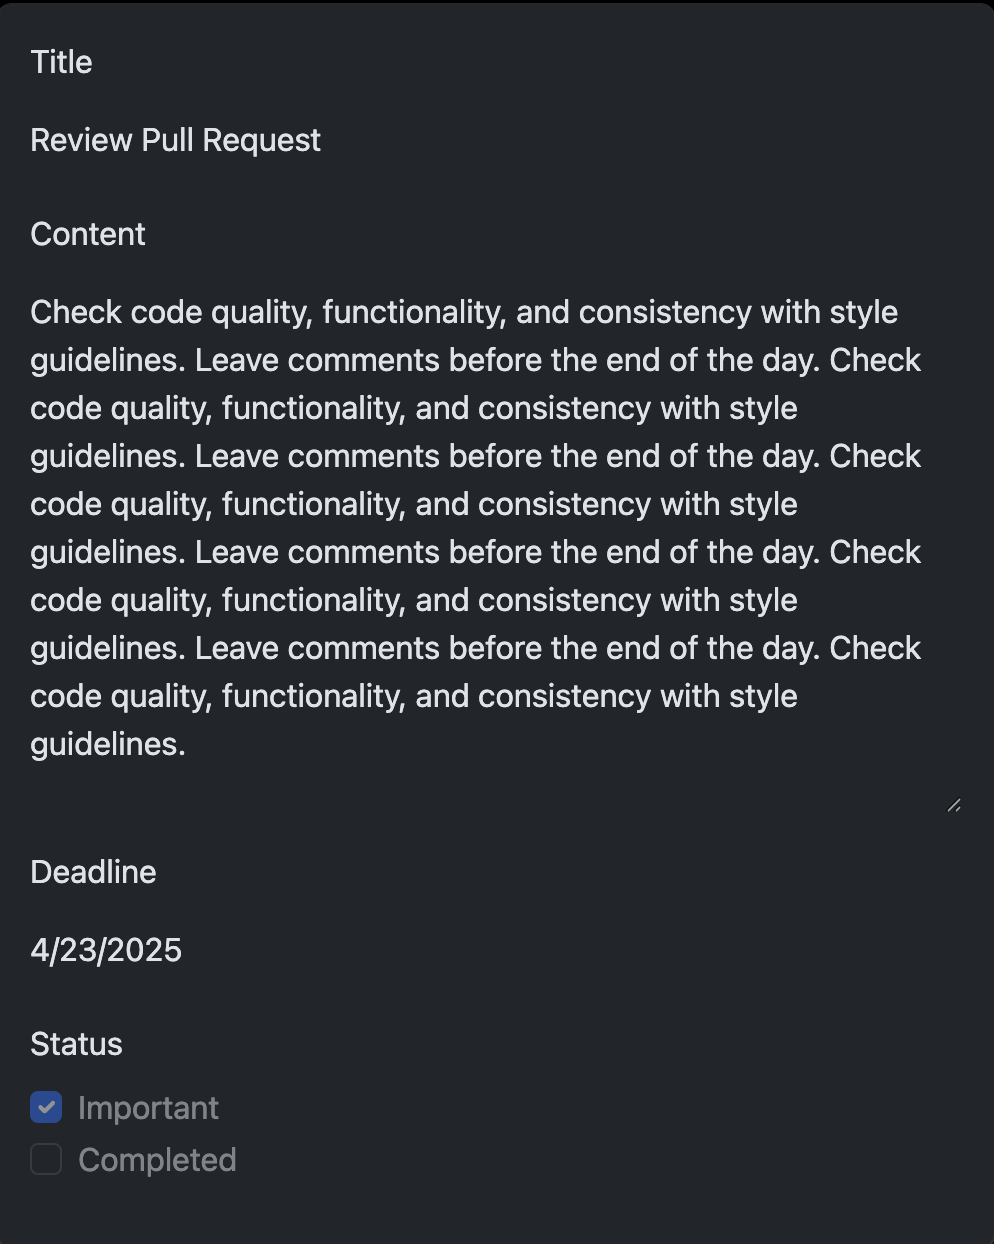 Title
Review Pull Request
Content
Check code quality, functionality, and consistency with style
guidelines. Leave comments before the end of the day. Check
code quality, functionality, and consistency with style
guidelines. Leave comments before the end of the day. Check
code quality, functionality, and consistency with style
guidelines. Leave comments before the end of the day. Check
code quality, functionality, and consistency with style
guidelines. Leave comments before the end of the day. Check
code quality, functionality, and consistency with style
guidelines.
Deadline
4/23/2025
Status
Important
Completed